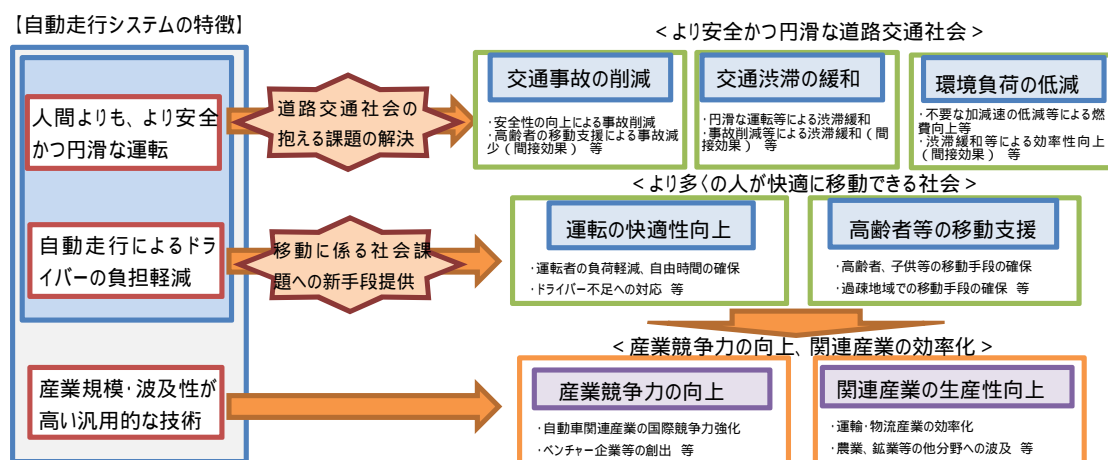 【自動走行システムの特徴】
人間よりも、より安全
かつ円滑な運転
自動走行によるドラ
イバーの負担軽減
産業規模・波及性が
高い汎用的な技術
道路交通社会の
抱える課題の解決
移動に係る社会課
題への新手段提供
<より安全かつ円滑な道路交通社会>
交通事故の削減
・安全性の向上による事故削減
・高齢者の移動支援による事故減
少（間接効果） 等
交通渋滞の緩和
・円滑な運転等による渋滞緩和
・事故削減等による渋滞緩和（間
接効果） 等
環境負荷の低減
・不要な加減速の低減等による燃
費向上等
・渋滞緩和等による効率性向上
（間接効果） 等
<より多くの人が快適に移動できる社会>
運転の快適性向上
・運転者の負荷軽減、自由時間の確保
・ドライバー不足への対応 等
高齢者等の移動支援
・高齢者、子供等の移動手段の確保
・過疎地域での移動手段の確保 等
<産業競争力の向上、関連産業の効率化>
産業競争力の向上
・自動車関連産業の国際競争力強化
・ベンチャー企業等の創出 等
関連産業の生産性向上
・運輸・物流産業の効率化
・農業、鉱業等の他分野への波及 等